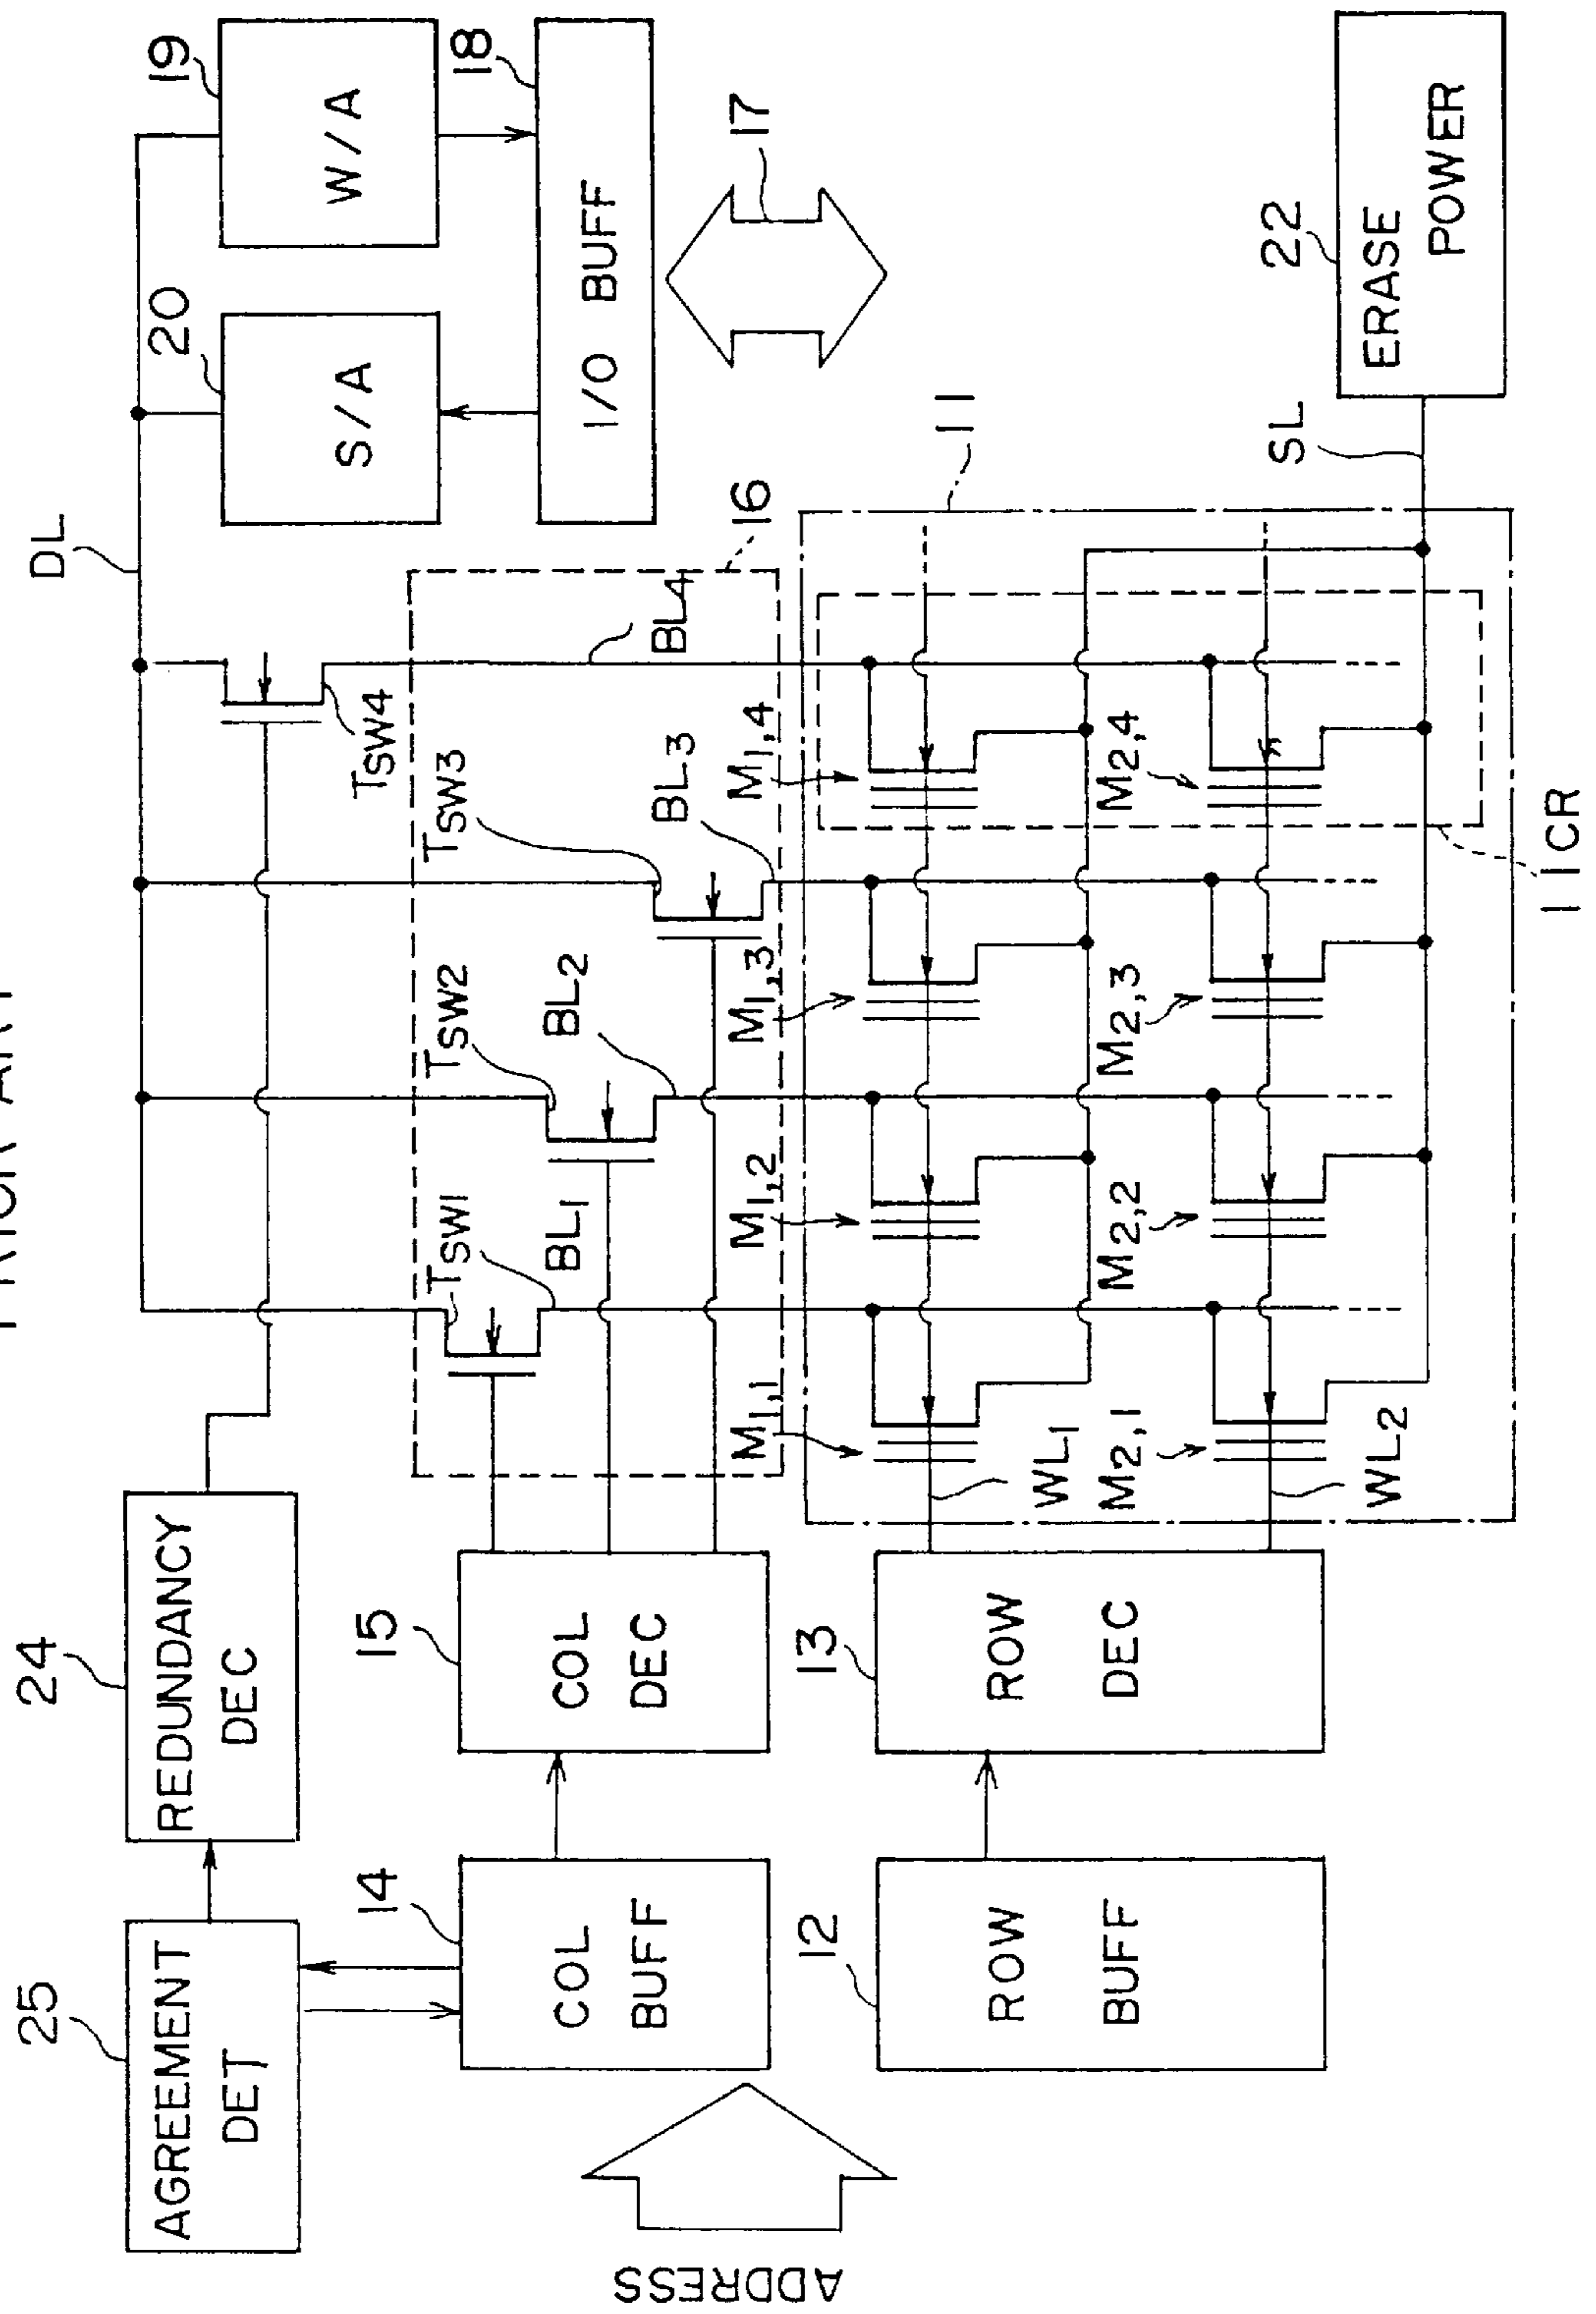 PRIOR ART
25
AGREEMENT
DET
24
REDUNDANCY
DEC
DL
20
S/A
19
W/A
18
I/O BUFF
17
14
COL
BUFF
15
COL
DEC
TSW1
BL1
TSW2
BL2
TSW3
BL3
TSW4
BL4
16
ADDRESS
12
ROW
BUFF
13
ROW
DEC
M1,1
M1,2
M1,3
M1,4
11
WL1
M2,1
M2,2
M2,3
M2,4
WL2
11CR
SL
22
ERASE
POWER